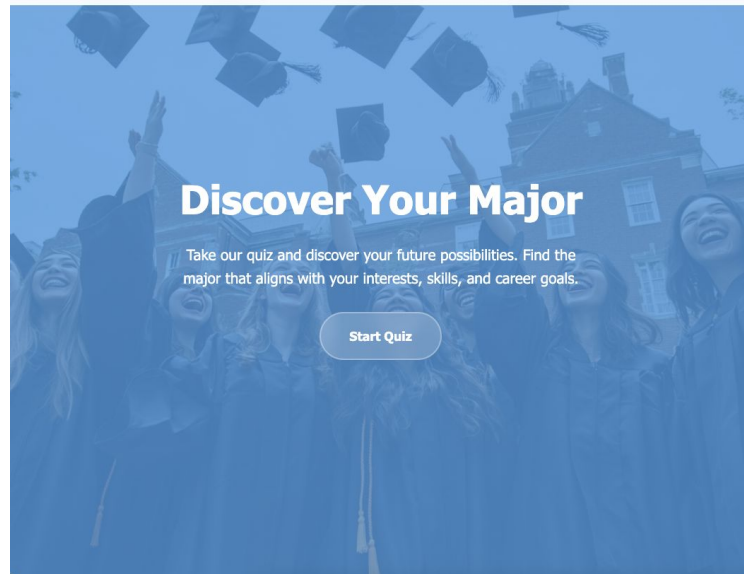 Discover Your Major
Take our quiz and discover your future possibilities. Find the
major that aligns with your interests, skills, and career goals.
Start Quiz